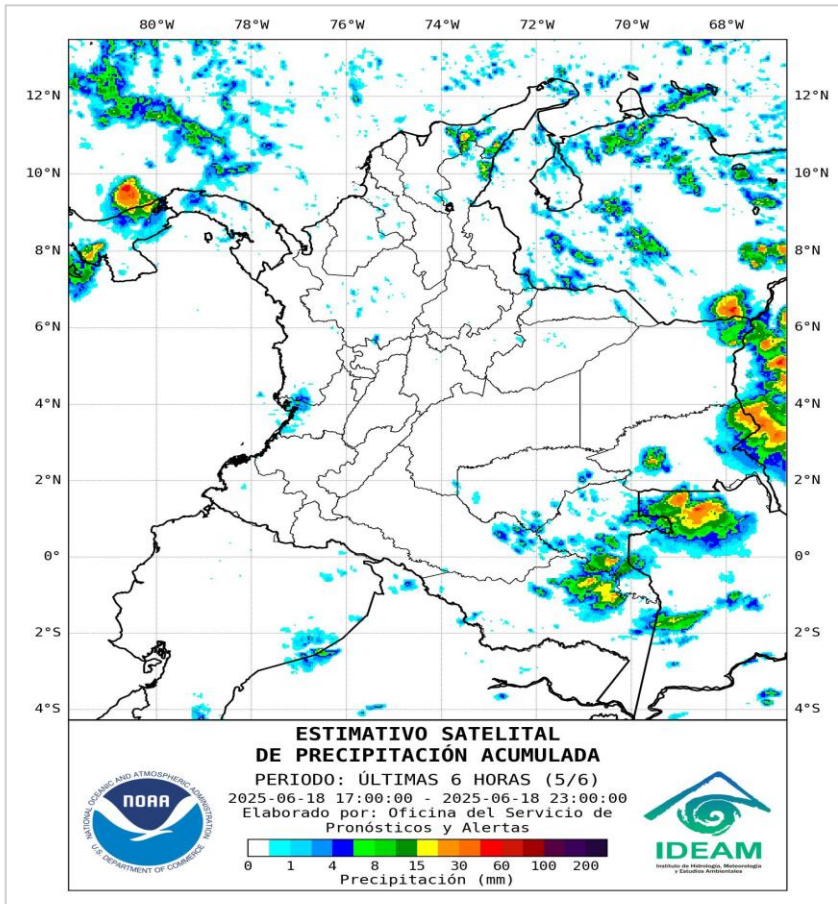 80°W 78°W 76°W 74°W 72°W 70°W 68°W
12°N 12°N
10°N 10°N
8°N 8°N
6°N 6°N
4°N 4°N
2°N 2°N
0° 0°
2°S 2°S
4°S 4°S
ESTIMATIVO SATELITAL
DE PRECIPITACIÓN ACUMULADA
PERIODO: ÚLTIMAS 6 HORAS (5/6)
2025-06-18 17:00:00 - 2025-06-18 23:00:00
Elaborado por: Oficina del Servicio de
Pronósticos y Alertas
0 1 4 8 15 30 60 100 200
Precipitación (mm)
NATIONAL OCEANIC AND ATMOSPHERIC ADMINISTRATION
NOAA
U.S. DEPARTMENT OF COMMERCE
IDEAM
Instituto de Hidrología, Meteorología
y Estudios Ambientales